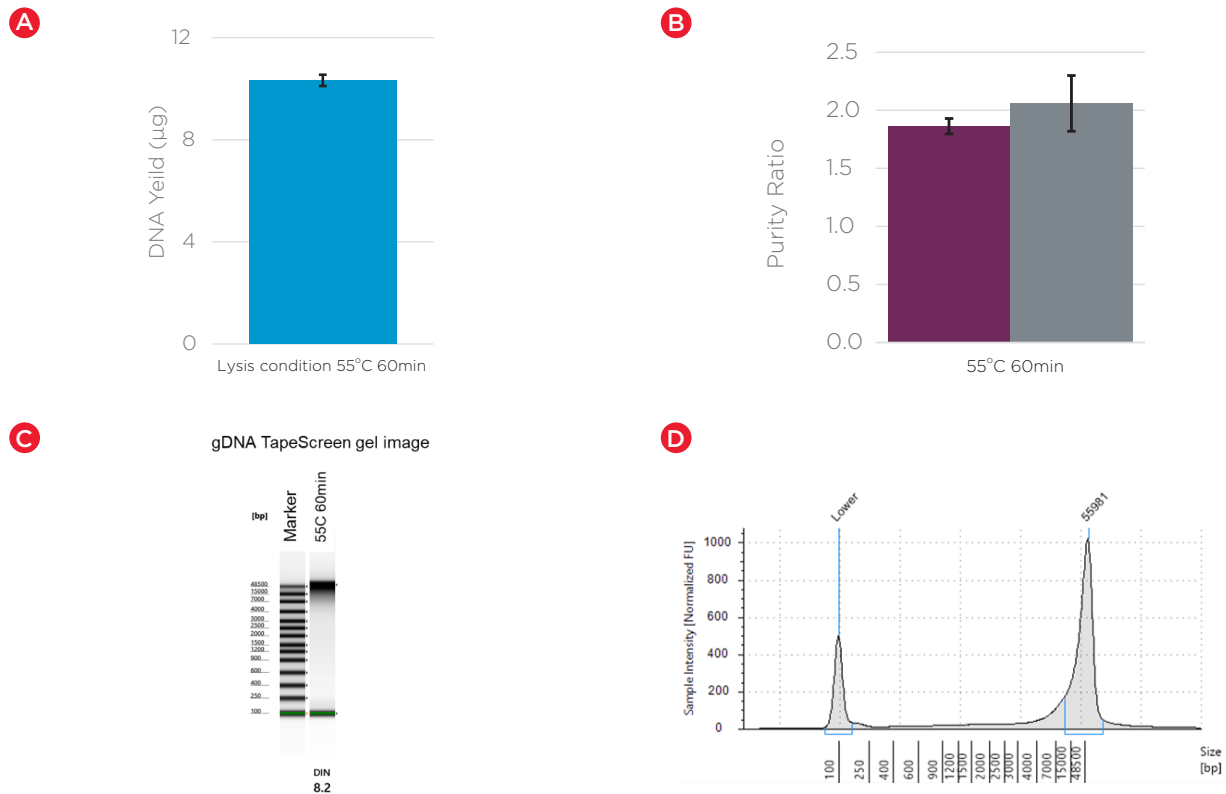 A
12
8
4
0
DNA Yeild (µg)
Lysis condition 55°C 60min
B
2.5
2.0
1.5
1.0
0.5
0.0
Purity Ratio
55°C 60min
C
gDNA TapeScreen gel image
[bp]
Marker
55C 60min
48500
15000
7000
4000
3000
2500
2000
1500
1200
900
600
400
250
100
DIN
8.2
D
Lower
55981
1000
800
600
400
200
0
Sample Intensity [Normalized FU]
100 250 400 600 900 1200 1500 2000 2500 3000 4000 7000 15000 48500
Size
[bp]